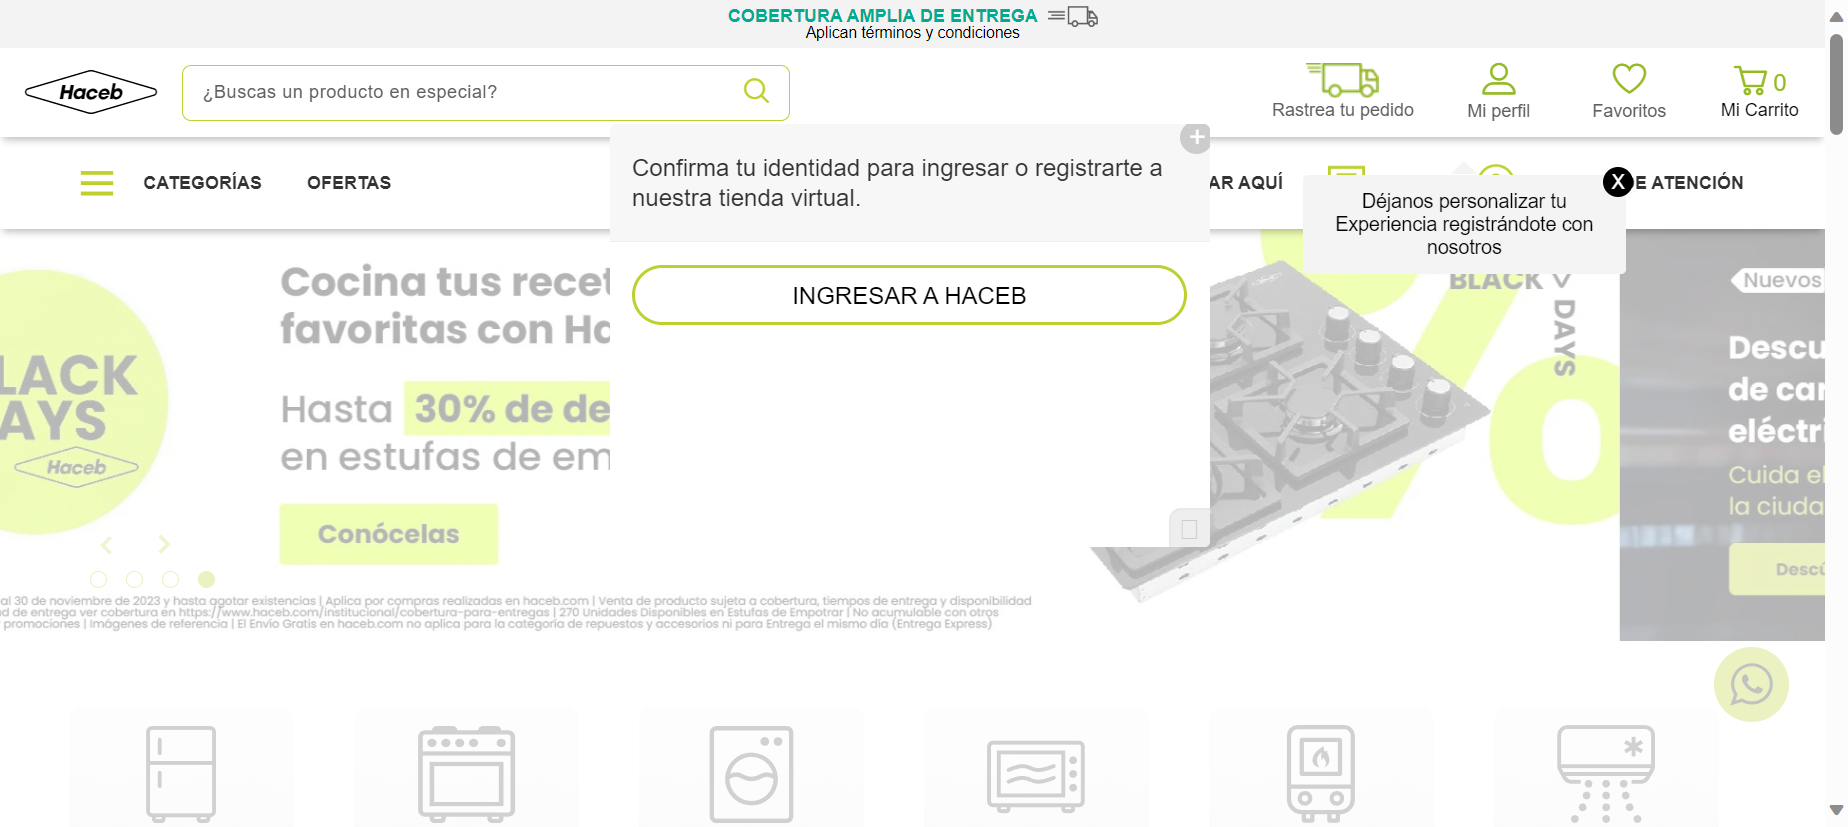 COBERTURA AMPLIA DE ENTREGA
Aplican términos y condiciones
Haceb
¿Buscas un producto en especial?
Rastrea tu pedido
Mi perfil
Favoritos
0
Mi Carrito
CATEGORÍAS
OFERTAS
AR AQUÍ
E ATENCIÓN
Confirma tu identidad para ingresar o registrarte a
nuestra tienda virtual.
INGRESAR A HACEB
X
Déjanos personalizar tu
Experiencia registrándote con
nosotros
LACK
AYS
Haceb
Cocina tus recet
favoritas con Ha
Hasta 30% de de
en estufas de em
Conócelas
BLACK
DAYS
%
Nuevos
Descu
de car
eléctri
Cuida el
la ciuda
Descú
al 30 de noviembre de 2023 y hasta agotar existencias | Aplica por compras realizadas en haceb.com | Venta de producto sujeta a cobertura, tiempos de entrega y disponibilidad
d de entrega ver cobertura en https://www.haceb.com/institucional/cobertura-para-entregas | 270 Unidades Disponibles en Estufas de Empotrar | No acumulable con otros
promociones | Imágenes de referencia | El Envío Gratis en haceb.com no aplica para la categoría de repuestos y accesorios ni para Entrega el mismo día (Entrega Express)